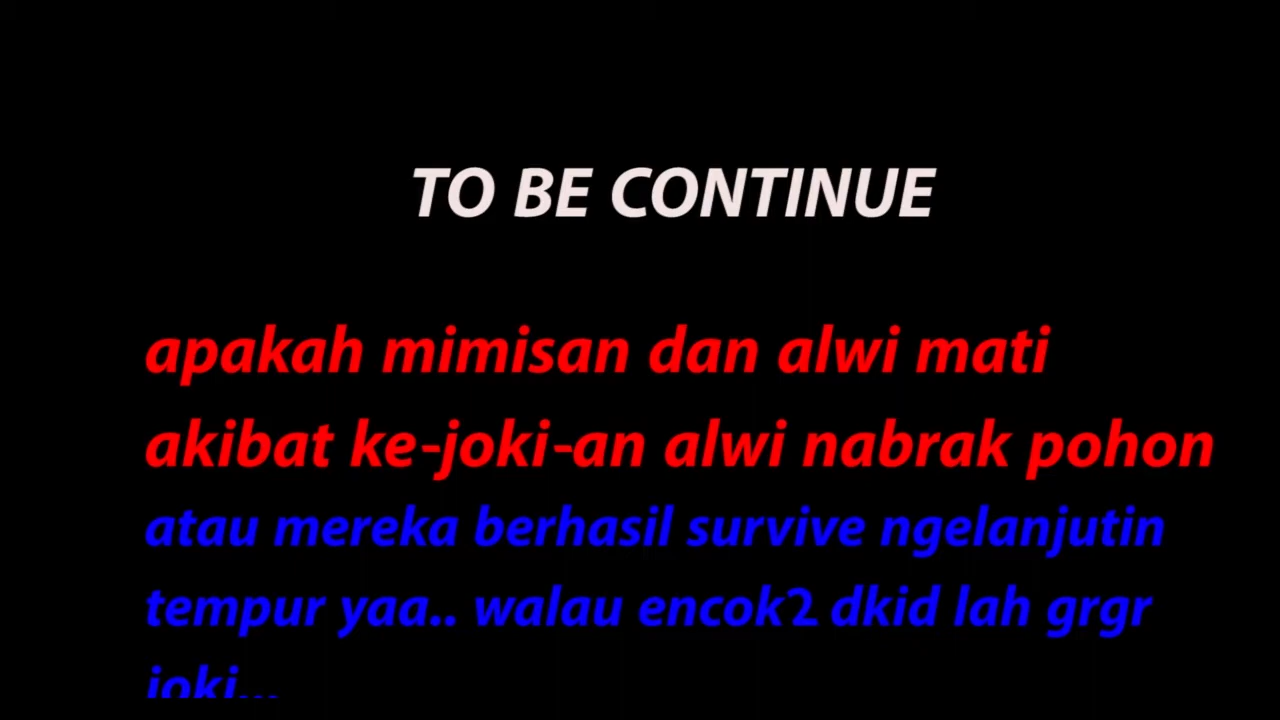 TO BE CONTINUE
apakah mimisan dan alwi mati
akibat ke-joki-an alwi nabrak pohon
atau mereka berhasil survive ngelanjutin
tempur yaa.. walau encok2 dkid lah grgr
joki...